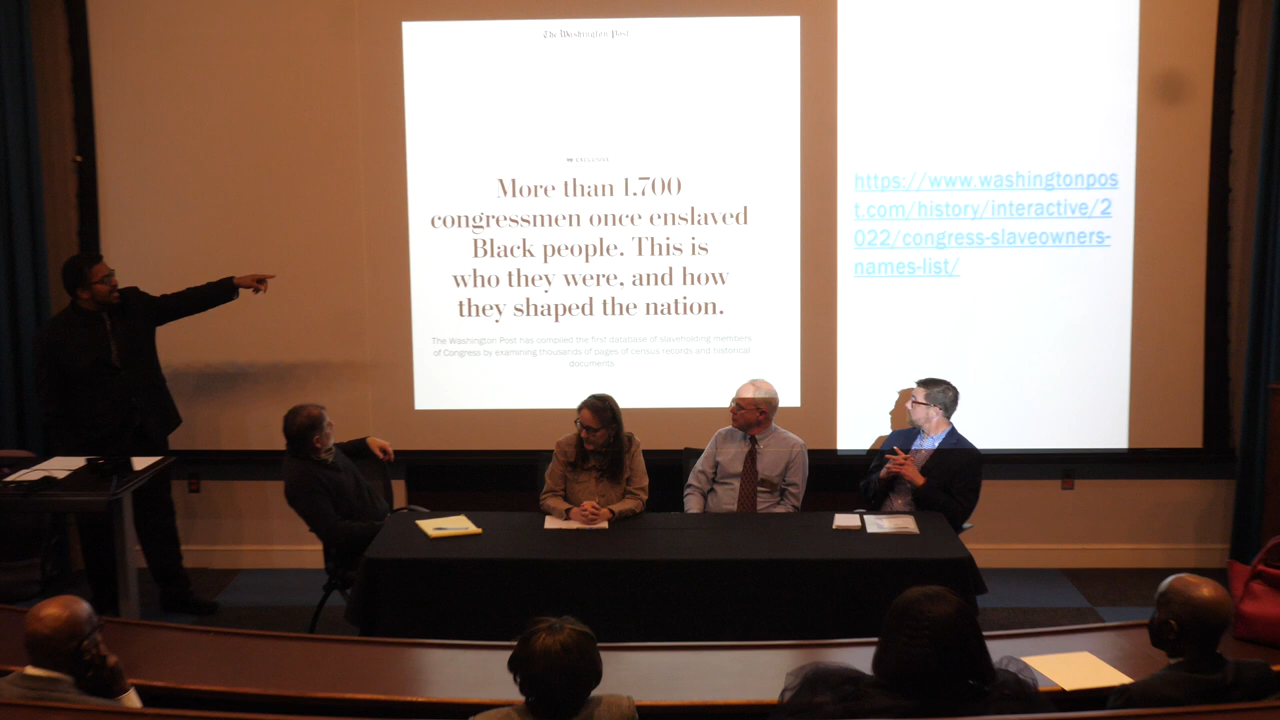 The Washington Post
EXCLUSIVE
More than 1,700
congressmen once enslaved
Black people. This is
who they were, and how
they shaped the nation.
The Washington Post has compiled the first database of slaveholding members
of Congress by examining thousands of pages of census records and historical
documents
https://www.washingtonpos
t.com/history/interactive/2
022/congress-slaveowners-
names-list/